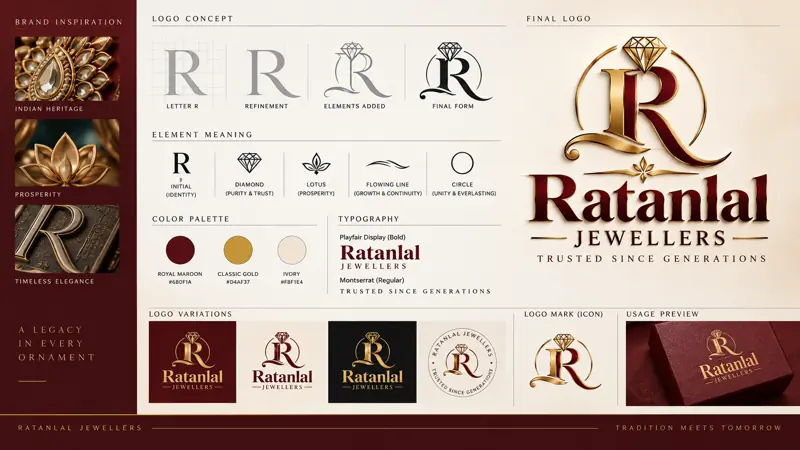 BRAND INSPIRATION
INDIAN HERITAGE
PROSPERITY
R
TIMELESS ELEGANCE
A LEGACY
IN EVERY
ORNAMENT
LOGO CONCEPT
R
LETTER R
R
REFINEMENT
R
ELEMENTS ADDED
R
FINAL FORM
ELEMENT MEANING
R
INITIAL
(IDENTITY)
DIAMOND
(PURITY & TRUST)
LOTUS
(PROSPERITY)
FLOWING LINE
(GROWTH & CONTINUITY)
CIRCLE
(UNITY & EVERLASTING)
COLOR PALETTE
ROYAL MAROON
#6B0F1A
CLASSIC GOLD
#D4AF37
IVORY
#FBF1E4
TYPOGRAPHY
Playfair Display (Bold)
Ratanlal
JEWELLERS
Montserrat (Regular)
TRUSTED SINCE GENERATIONS
FINAL LOGO
R
Ratanlal
JEWELLERS
TRUSTED SINCE GENERATIONS
LOGO VARIATIONS
R
Ratanlal
JEWELLERS
R
Ratanlal
JEWELLERS
R
Ratanlal
JEWELLERS
RATANLAL JEWELLERS
R
TRUSTED SINCE GENERATIONS
LOGO MARK (ICON)
R
USAGE PREVIEW
R
Ratanlal
JEWELLERS
RATANLAL JEWELLERS
TRADITION MEETS TOMORROW